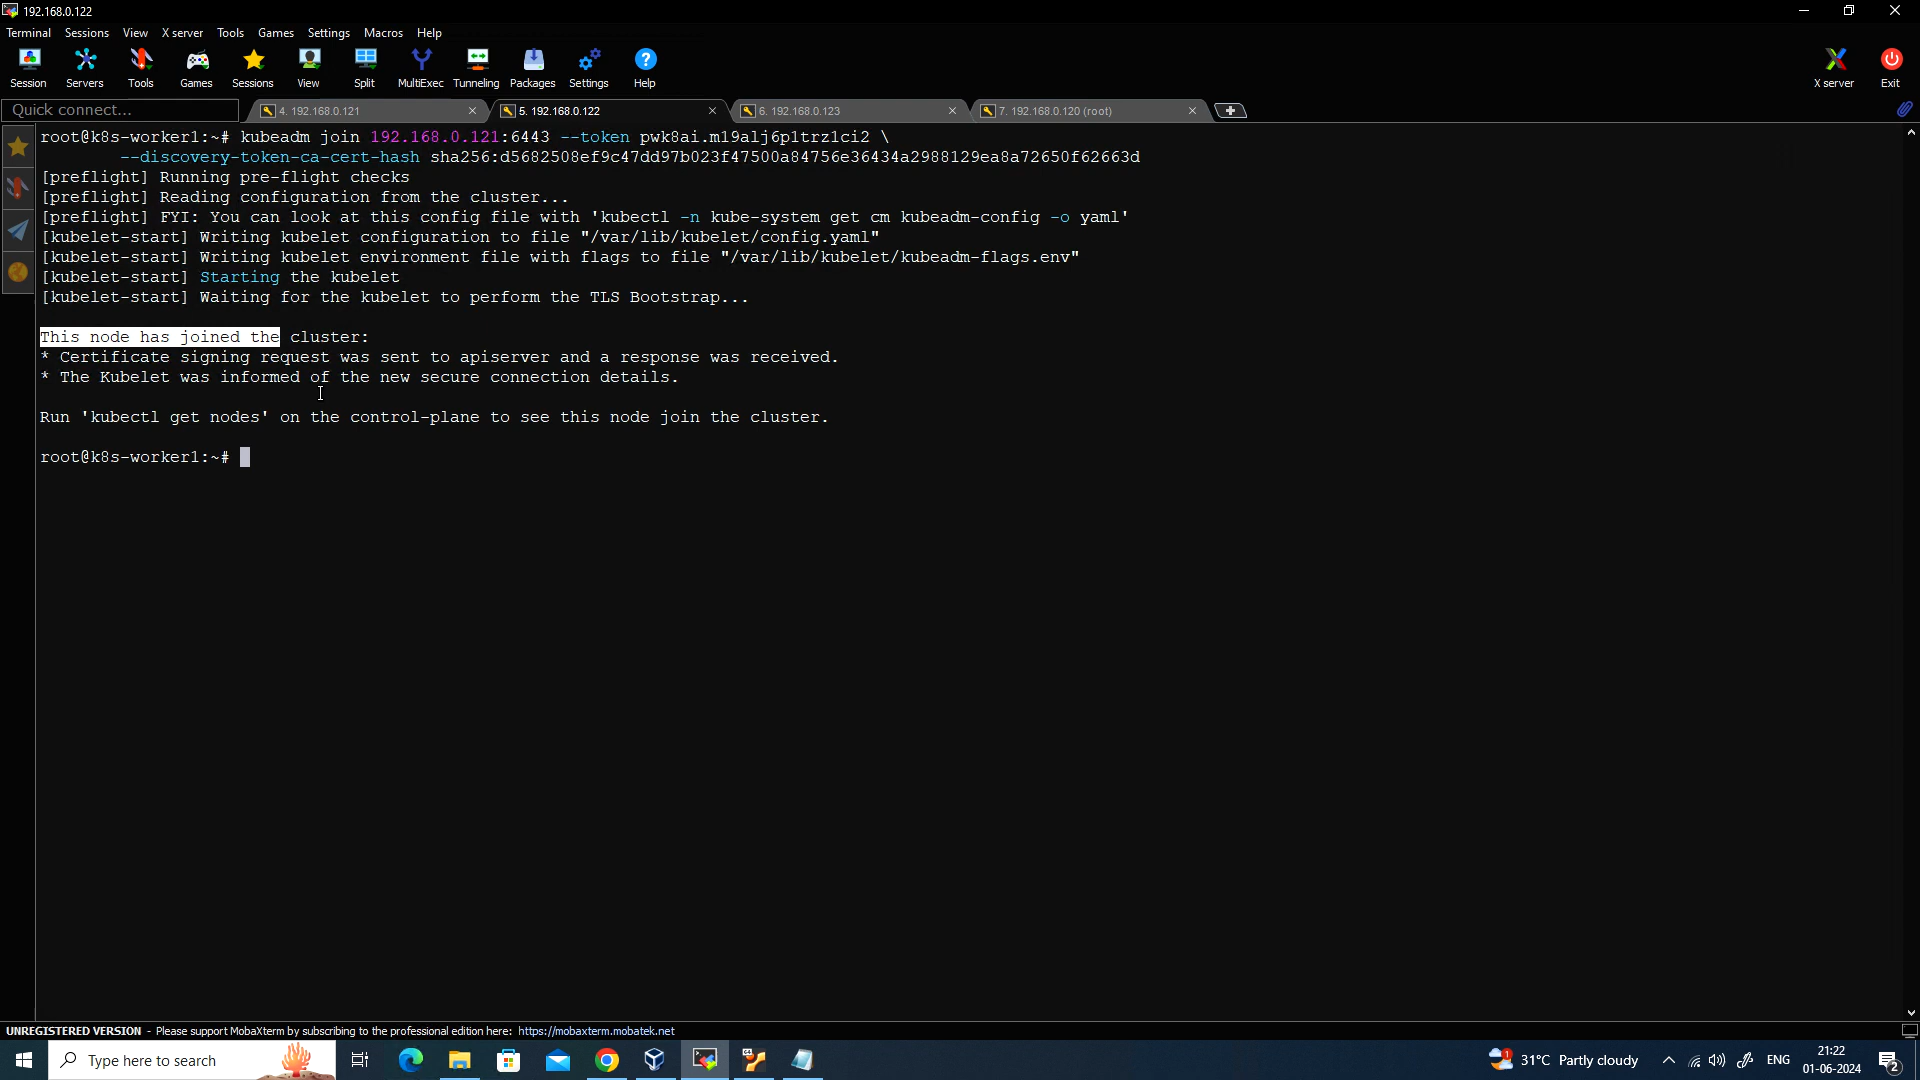 192.168.0.122
Terminal Sessions View X server Tools Games Settings Macros Help
Session Servers Tools Games Sessions View Split MultiExec Tunneling Packages Settings Help X server Exit
Quick connect... 4. 192.168.0.121 5. 192.168.0.122 6. 192.168.0.123 7. 192.168.0.120 (root)
root@k8s-worker1:~# kubeadm join 192.168.0.121:6443 --token pwk8ai.m19alj6p1trz1ci2 \
--discovery-token-ca-cert-hash sha256:d5682508ef9c47dd97b023f47500a84756e36434a2988129ea8a72650f62663d
[preflight] Running pre-flight checks
[preflight] Reading configuration from the cluster...
[preflight] FYI: You can look at this config file with 'kubectl -n kube-system get cm kubeadm-config -o yaml'
[kubelet-start] Writing kubelet configuration to file "/var/lib/kubelet/config.yaml"
[kubelet-start] Writing kubelet environment file with flags to file "/var/lib/kubelet/kubeadm-flags.env"
[kubelet-start] Starting the kubelet
[kubelet-start] Waiting for the kubelet to perform the TLS Bootstrap...
This node has joined the cluster:
* Certificate signing request was sent to apiserver and a response was received.
* The Kubelet was informed of the new secure connection details.
Run 'kubectl get nodes' on the control-plane to see this node join the cluster.
root@k8s-worker1:~#
UNREGISTERED VERSION - Please support MobaXterm by subscribing to the professional edition here: https://mobaxterm.mobatek.net
Type here to search 1 31°C Partly cloudy ENG 21:22
01-06-2024 2